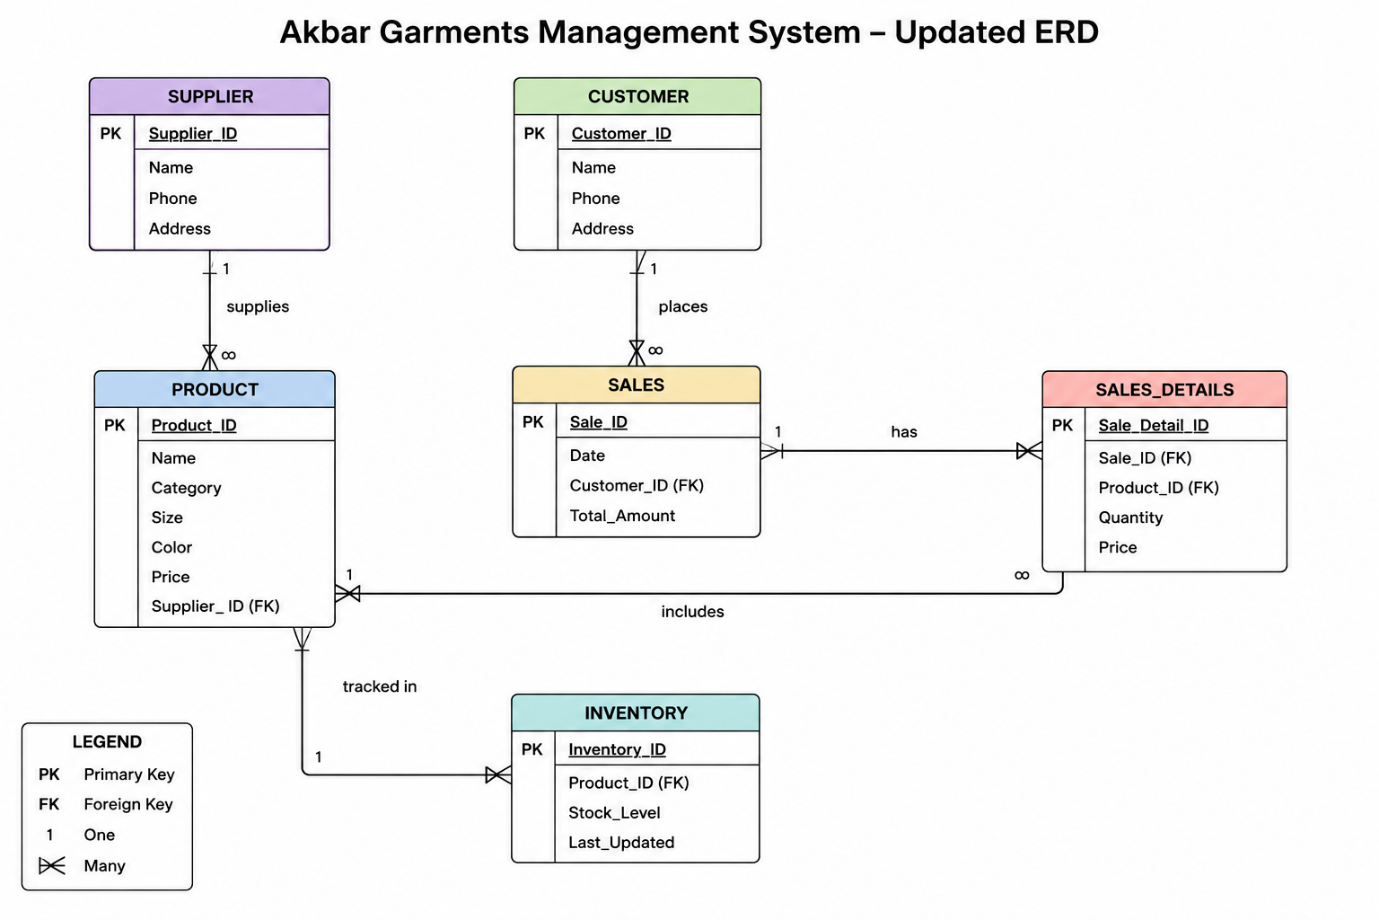 Akbar Garments Management System – Updated ERD
SUPPLIER
PK Supplier_ID
Name
Phone
Address
1
supplies
∞
CUSTOMER
PK Customer_ID
Name
Phone
Address
1
places
∞
PRODUCT
PK Product_ID
Name
Category
Size
Color
Price
Supplier_ ID (FK)
SALES
PK Sale_ID
Date
Customer_ID (FK)
Total_Amount
1
has
SALES_DETAILS
PK Sale_Detail_ID
Sale_ID (FK)
Product_ID (FK)
Quantity
Price
1
∞
includes
tracked in
1
INVENTORY
PK Inventory_ID
Product_ID (FK)
Stock_Level
Last_Updated
LEGEND
PK Primary Key
FK Foreign Key
1 One
Many